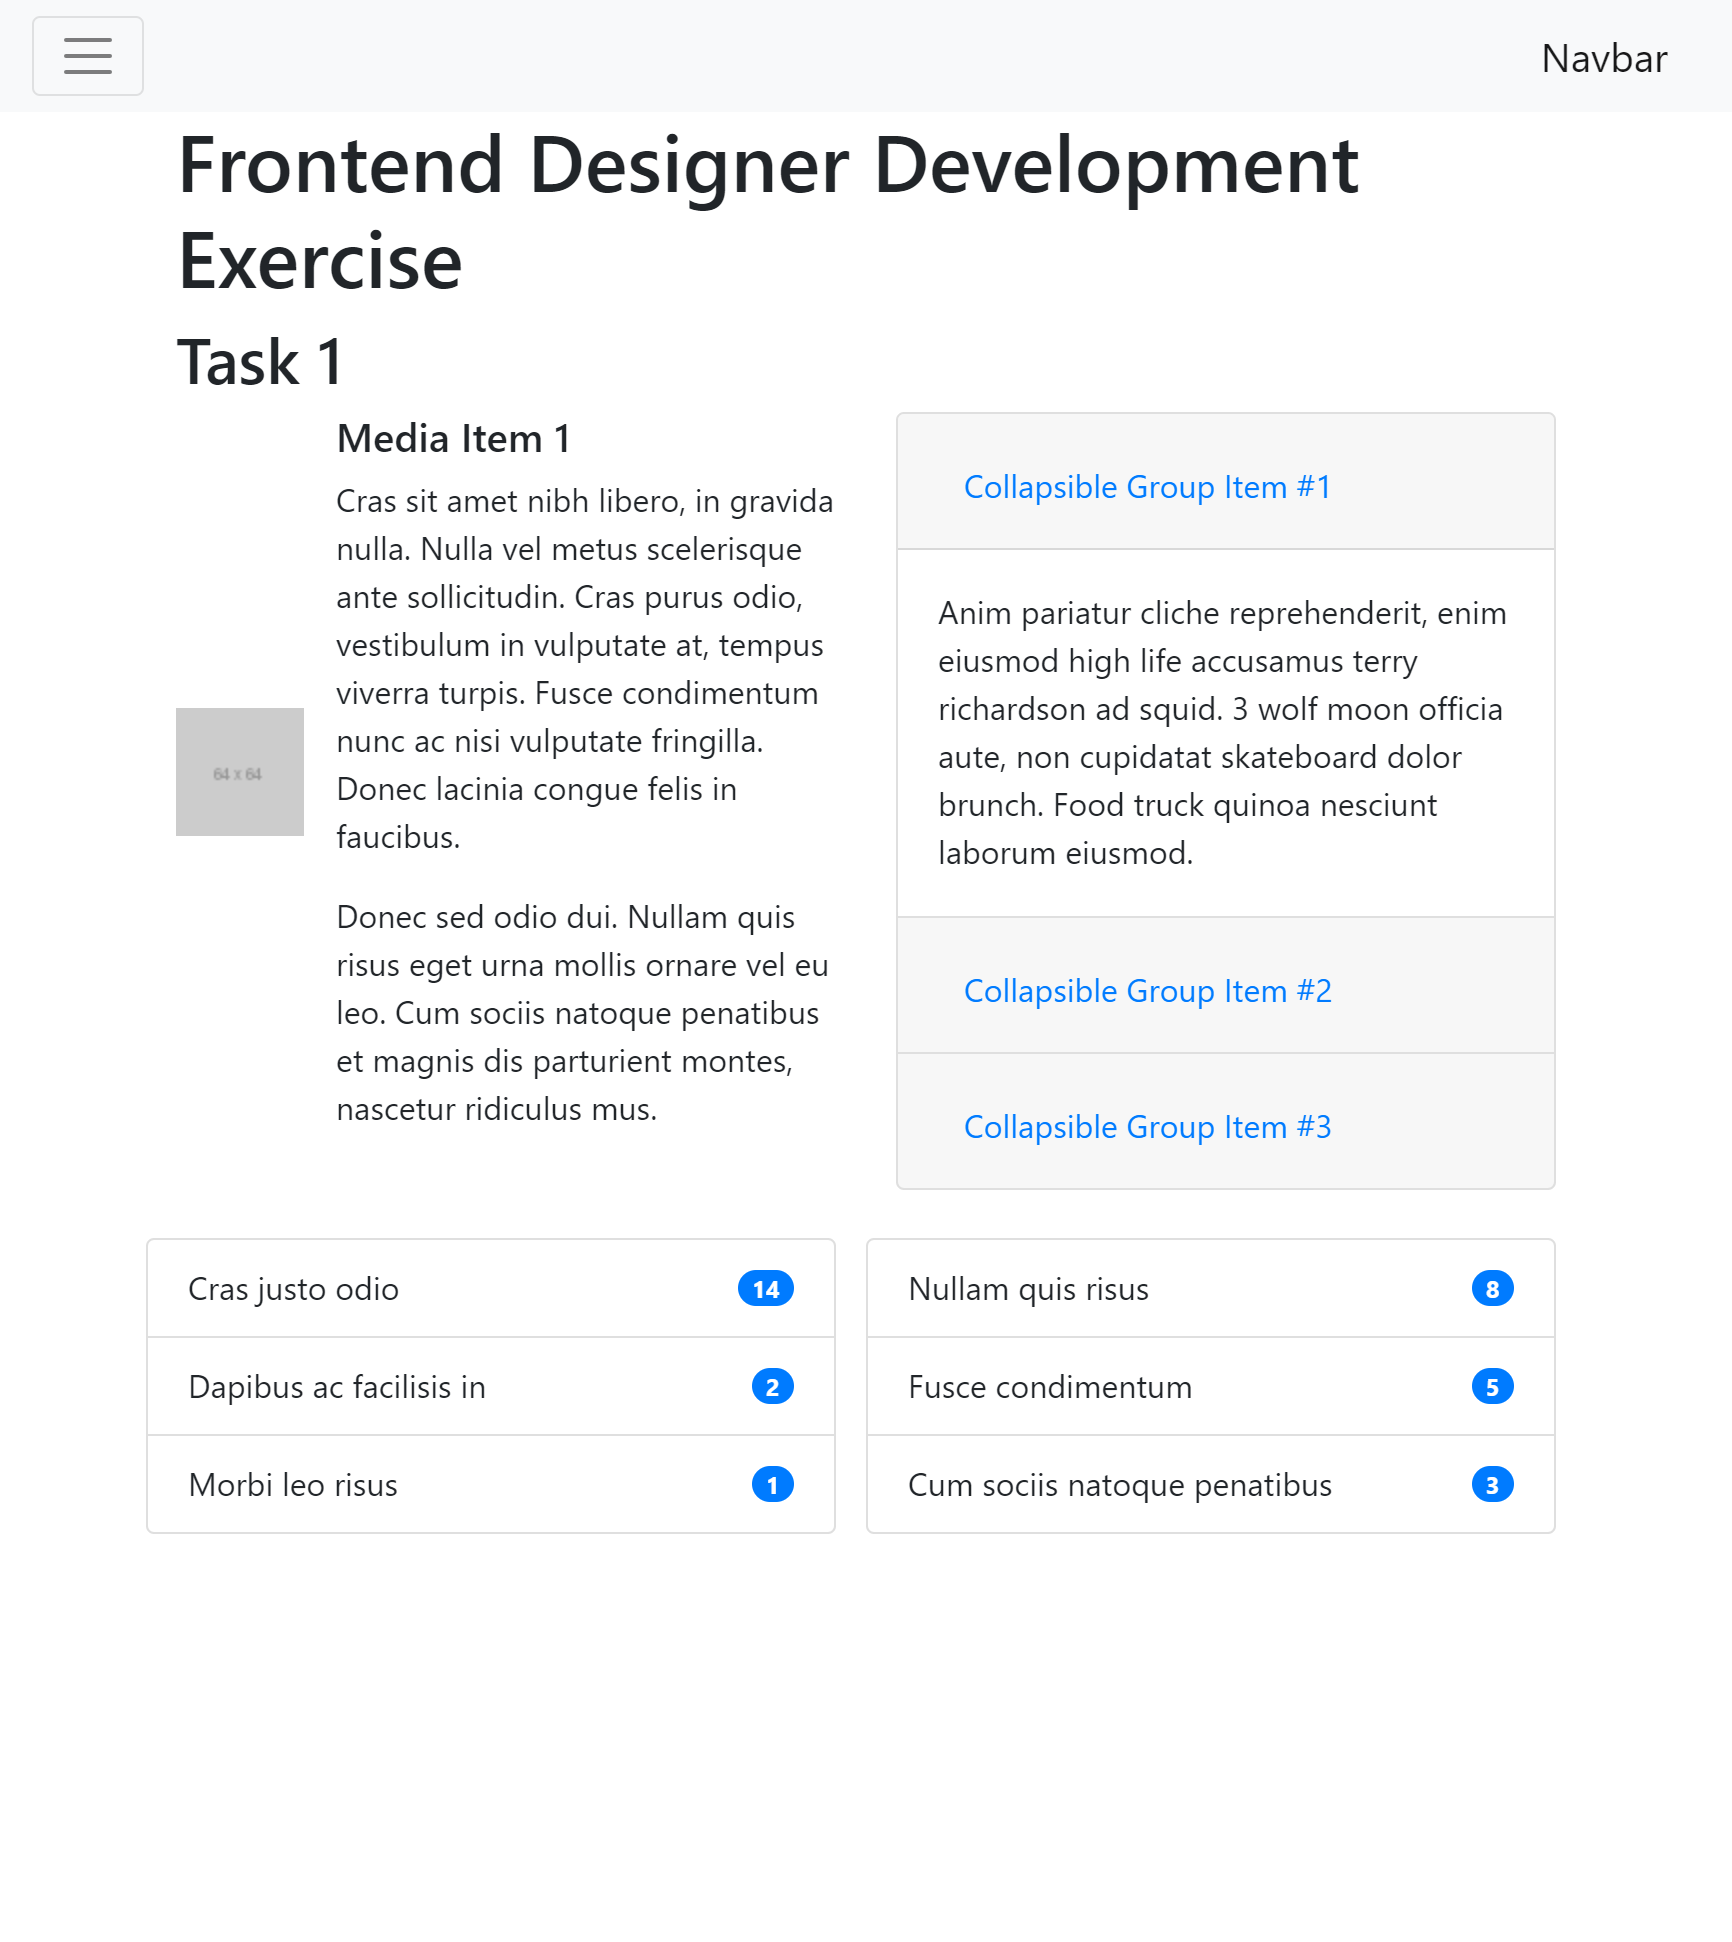 Navbar
Frontend Designer Development
Exercise
Task 1
64 x 64
Media Item 1
Cras sit amet nibh libero, in gravida
nulla. Nulla vel metus scelerisque
ante sollicitudin. Cras purus odio,
vestibulum in vulputate at, tempus
viverra turpis. Fusce condimentum
nunc ac nisi vulputate fringilla.
Donec lacinia congue felis in
faucibus.
Donec sed odio dui. Nullam quis
risus eget urna mollis ornare vel eu
leo. Cum sociis natoque penatibus
et magnis dis parturient montes,
nascetur ridiculus mus.
Collapsible Group Item #1
Anim pariatur cliche reprehenderit, enim
eiusmod high life accusamus terry
richardson ad squid. 3 wolf moon officia
aute, non cupidatat skateboard dolor
brunch. Food truck quinoa nesciunt
laborum eiusmod.
Collapsible Group Item #2
Collapsible Group Item #3
Cras justo odio 14
Dapibus ac facilisis in 2
Morbi leo risus 1
Nullam quis risus 8
Fusce condimentum 5
Cum sociis natoque penatibus 3